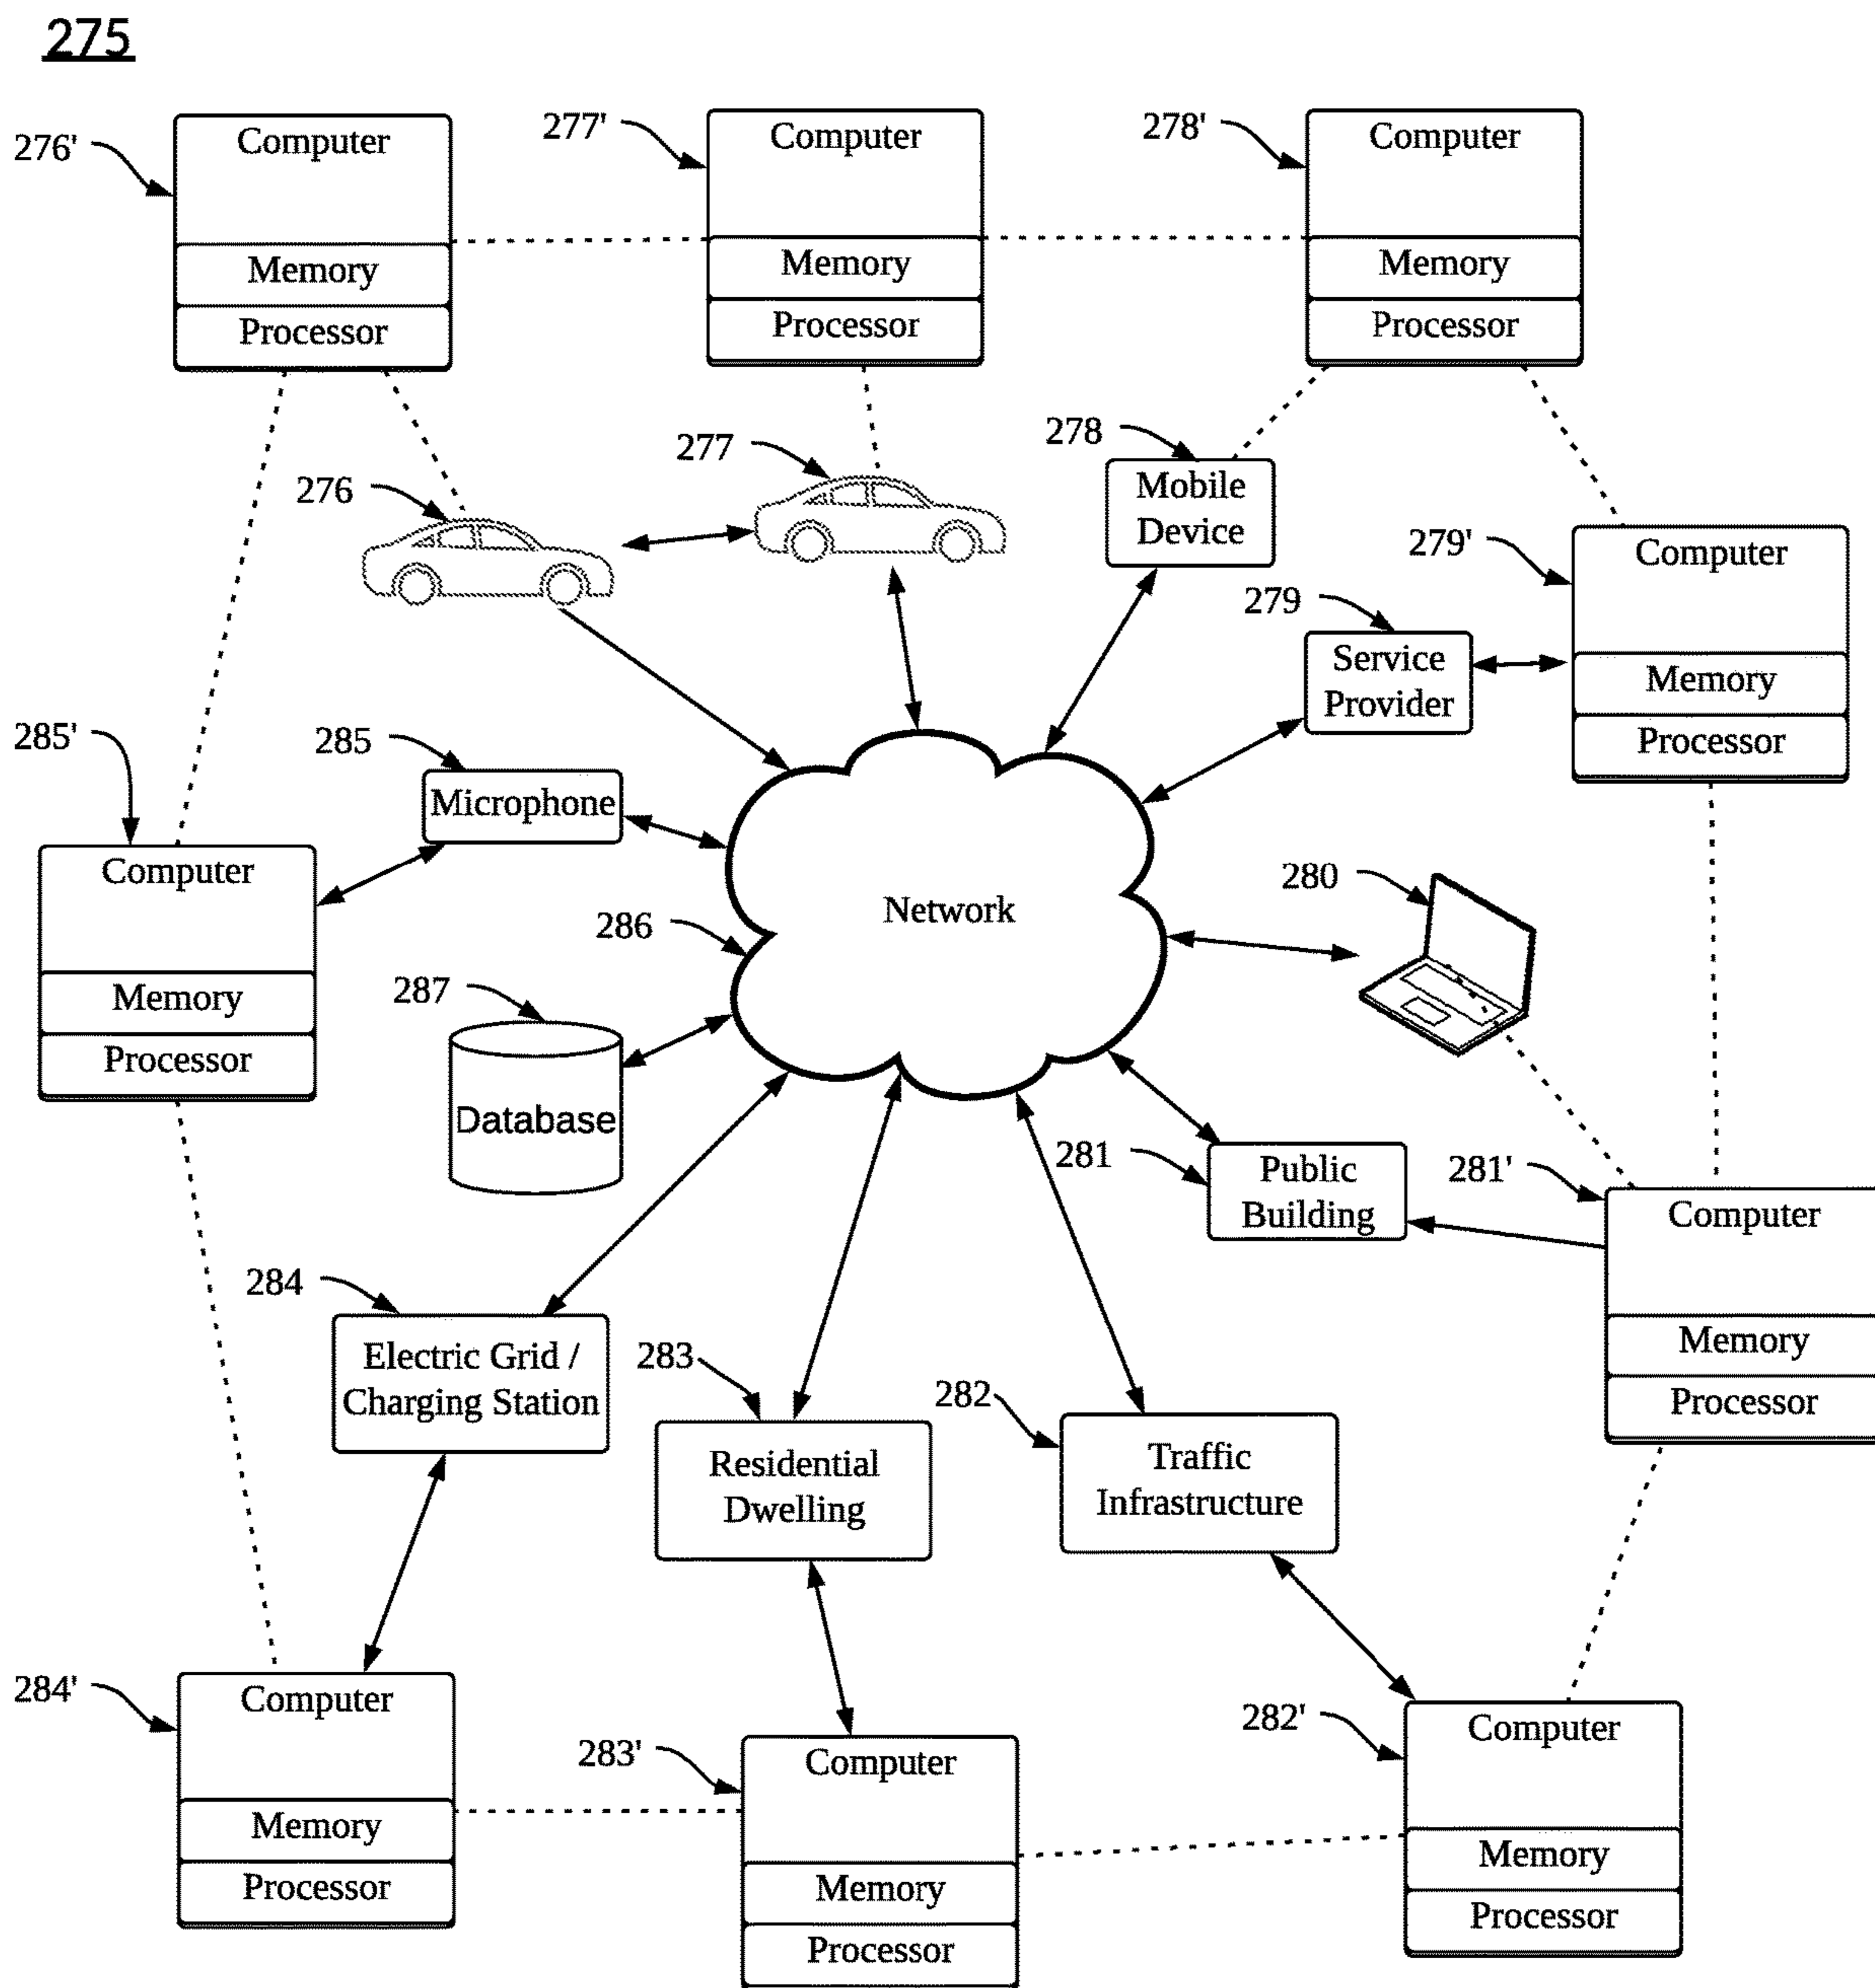 275
276'
Computer
Memory
Processor
277'
Computer
Memory
Processor
278'
Computer
Memory
Processor
276
277
278
Mobile
Device
279'
Computer
Memory
Processor
279
Service
Provider
285'
Computer
Memory
Processor
285
Microphone
Network
286
280
287
Database
281
Public
Building
281'
Computer
Memory
Processor
284
Electric Grid /
Charging Station
283
Residential
Dwelling
282
Traffic
Infrastructure
284'
Computer
Memory
Processor
283'
Computer
Memory
Processor
282'
Computer
Memory
Processor